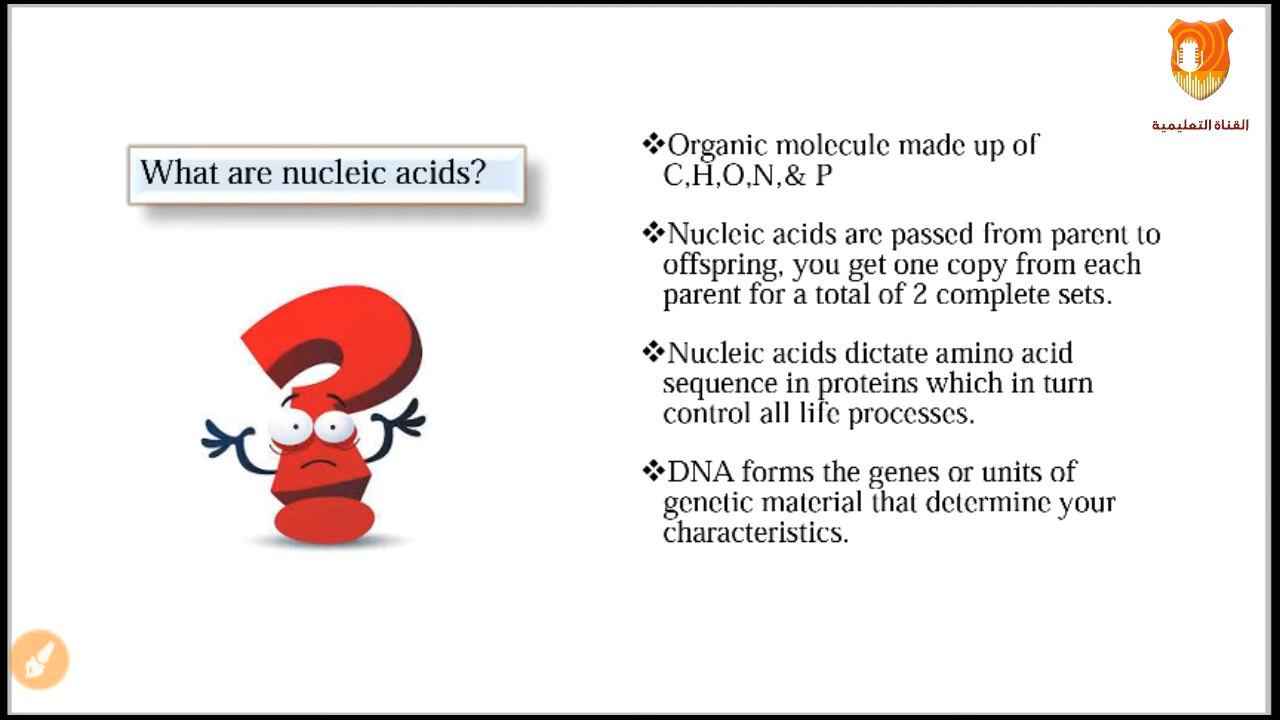 القناة التعليمية
What are nucleic acids?
❖Organic molecule made up of
C,H,O,N,& P
❖Nucleic acids are passed from parent to
offspring, you get one copy from each
parent for a total of 2 complete sets.
❖Nucleic acids dictate amino acid
sequence in proteins which in turn
control all life processes.
❖DNA forms the genes or units of
genetic material that determine your
characteristics.